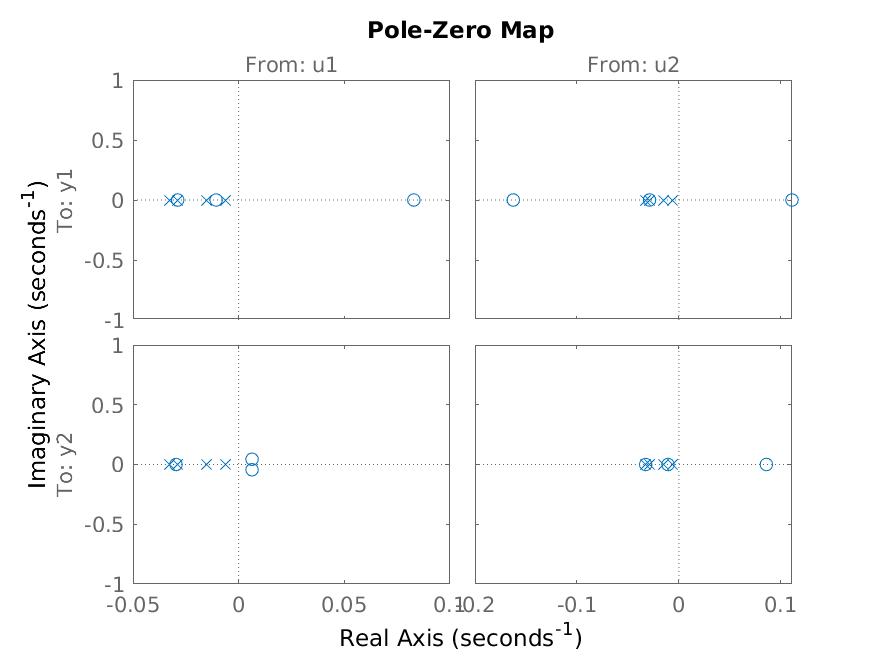 Pole-Zero Map
From: u1
From: u2
To: y1
1
0.5
0
-0.5
-1
To: y2
1
0.5
0
-0.5
-1
-0.05
0
0.05
0.1
-0.2
-0.1
0
0.1
Imaginary Axis (seconds⁻¹)
Real Axis (seconds⁻¹)